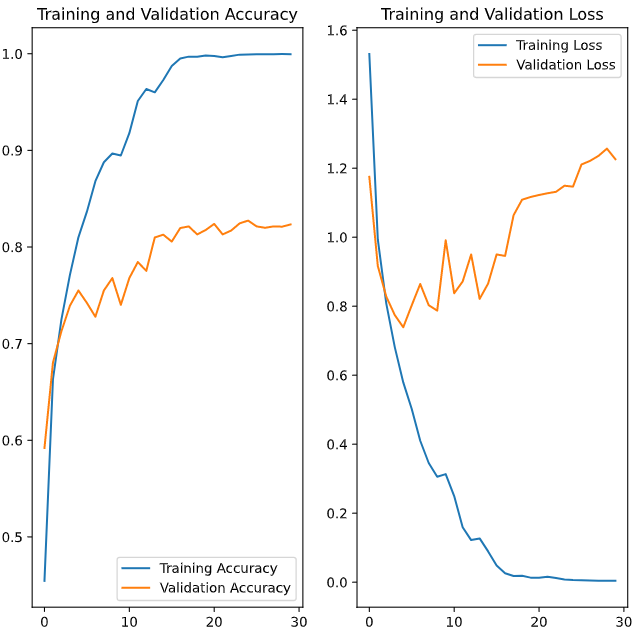 Training and Validation Accuracy
1.0
0.9
0.8
0.7
0.6
0.5
0 10 20 30
Training Accuracy
Validation Accuracy
Training and Validation Loss
1.6
1.4
1.2
1.0
0.8
0.6
0.4
0.2
0.0
0 10 20 30
Training Loss
Validation Loss